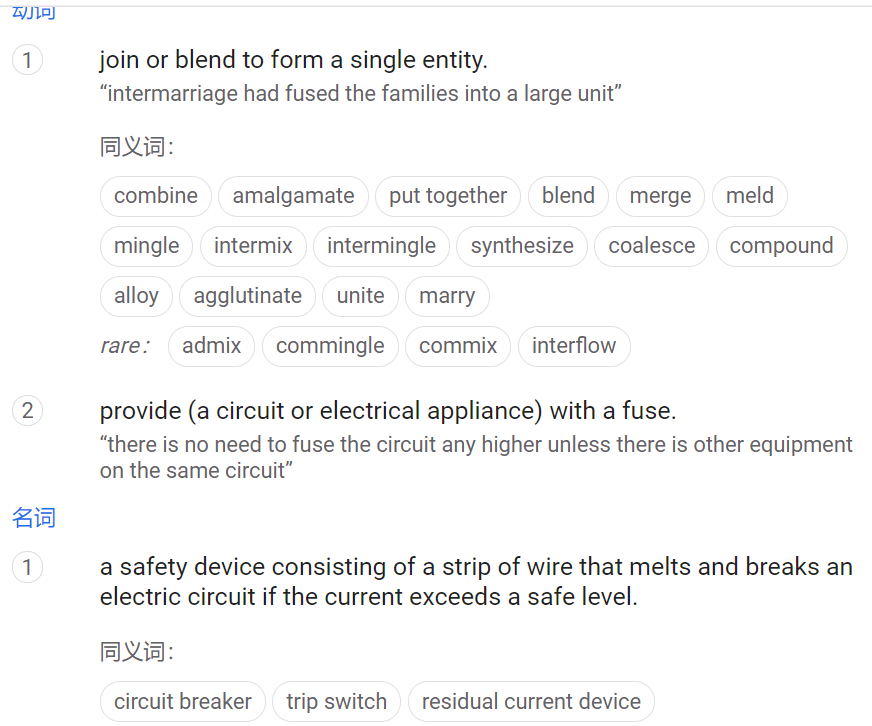 动词
1 join or blend to form a single entity.
“intermarriage had fused the families into a large unit”
同义词：
combine amalgamate put together blend merge meld
mingle intermix intermingle synthesize coalesce compound
alloy agglutinate unite marry
rare： admix commingle commix interflow
2 provide (a circuit or electrical appliance) with a fuse.
“there is no need to fuse the circuit any higher unless there is other equipment
on the same circuit”
名词
1 a safety device consisting of a strip of wire that melts and breaks an
electric circuit if the current exceeds a safe level.
同义词：
circuit breaker trip switch residual current device